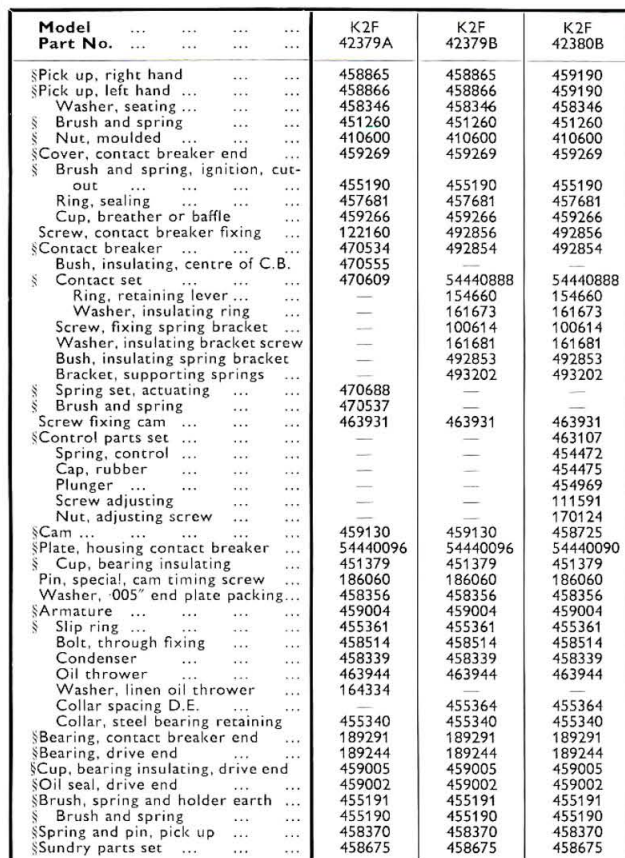 Model ... ... ... ... K2F K2F K2F
Part No. ... ... ... ... 42379A 42379B 42380B
§Pick up, right hand ... ... 458865 458865 459190
§Pick up, left hand ... ... ... 458866 458866 459190
Washer, seating ... ... ... 458346 458346 458346
§ Brush and spring ... ... 451260 451260 451260
§ Nut, moulded ... ... ... 410600 410600 410600
§Cover, contact breaker end ... 459269 459269 459269
§ Brush and spring, ignition, cut-
out ... ... ... ... 455190 455190 455190
Ring, sealing ... ... ... 457681 457681 457681
Cup, breather or baffle ... 459266 459266 459266
Screw, contact breaker fixing ... 122160 492856 492856
§Contact breaker ... ... ... 470534 492854 492854
Bush, insulating, centre of C.B. 470555 — —
§ Contact set ... ... ... 470609 54440888 54440888
Ring, retaining lever ... ... — 154660 154660
Washer, insulating ring ... — 161673 161673
Screw, fixing spring bracket ... — 100614 100614
Washer, insulating bracket screw — 161681 161681
Bush, insulating spring bracket — 492853 492853
Bracket, supporting springs ... — 493202 493202
§ Spring set, actuating ... ... 470688 — —
§ Brush and spring ... ... 470537 — —
Screw fixing cam ... ... ... 463931 463931 463931
§Control parts set ... ... ... — — 463107
Spring, control ... ... ... — — 454472
Cap, rubber ... ... ... — — 454475
Plunger ... ... ... ... — — 454969
Screw adjusting ... ... — — 111591
Nut, adjusting screw ... ... — — 170124
§Cam ... ... ... ... ... 459130 459130 458725
§Plate, housing contact breaker ... 54440096 54440096 54440090
§ Cup, bearing insulating ... 451379 451379 451379
Pin, special, cam timing screw ... 186060 186060 186060
Washer, ·005" end plate packing... 458356 458356 458356
§Armature ... ... ... ... 459004 459004 459004
§ Slip ring ... ... ... ... 455361 455361 455361
Bolt, through fixing ... ... 458514 458514 458514
Condenser ... ... ... 458339 458339 458339
Oil thrower ... ... ... 463944 463944 463944
Washer, linen oil thrower ... 164334 — —
Collar spacing D.E. ... ... — 455364 455364
Collar, steel bearing retaining 455340 455340 455340
§Bearing, contact breaker end ... 189291 189291 189291
§Bearing, drive end ... ... 189244 189244 189244
§Cup, bearing insulating, drive end 459005 459005 459005
§Oil seal, drive end ... ... 459002 459002 459002
§Brush, spring and holder earth ... 455191 455191 455191
§ Brush and spring ... ... 455190 455190 455190
§Spring and pin, pick up ... ... 458370 458370 458370
§Sundry parts set ... ... ... 458675 458675 458675